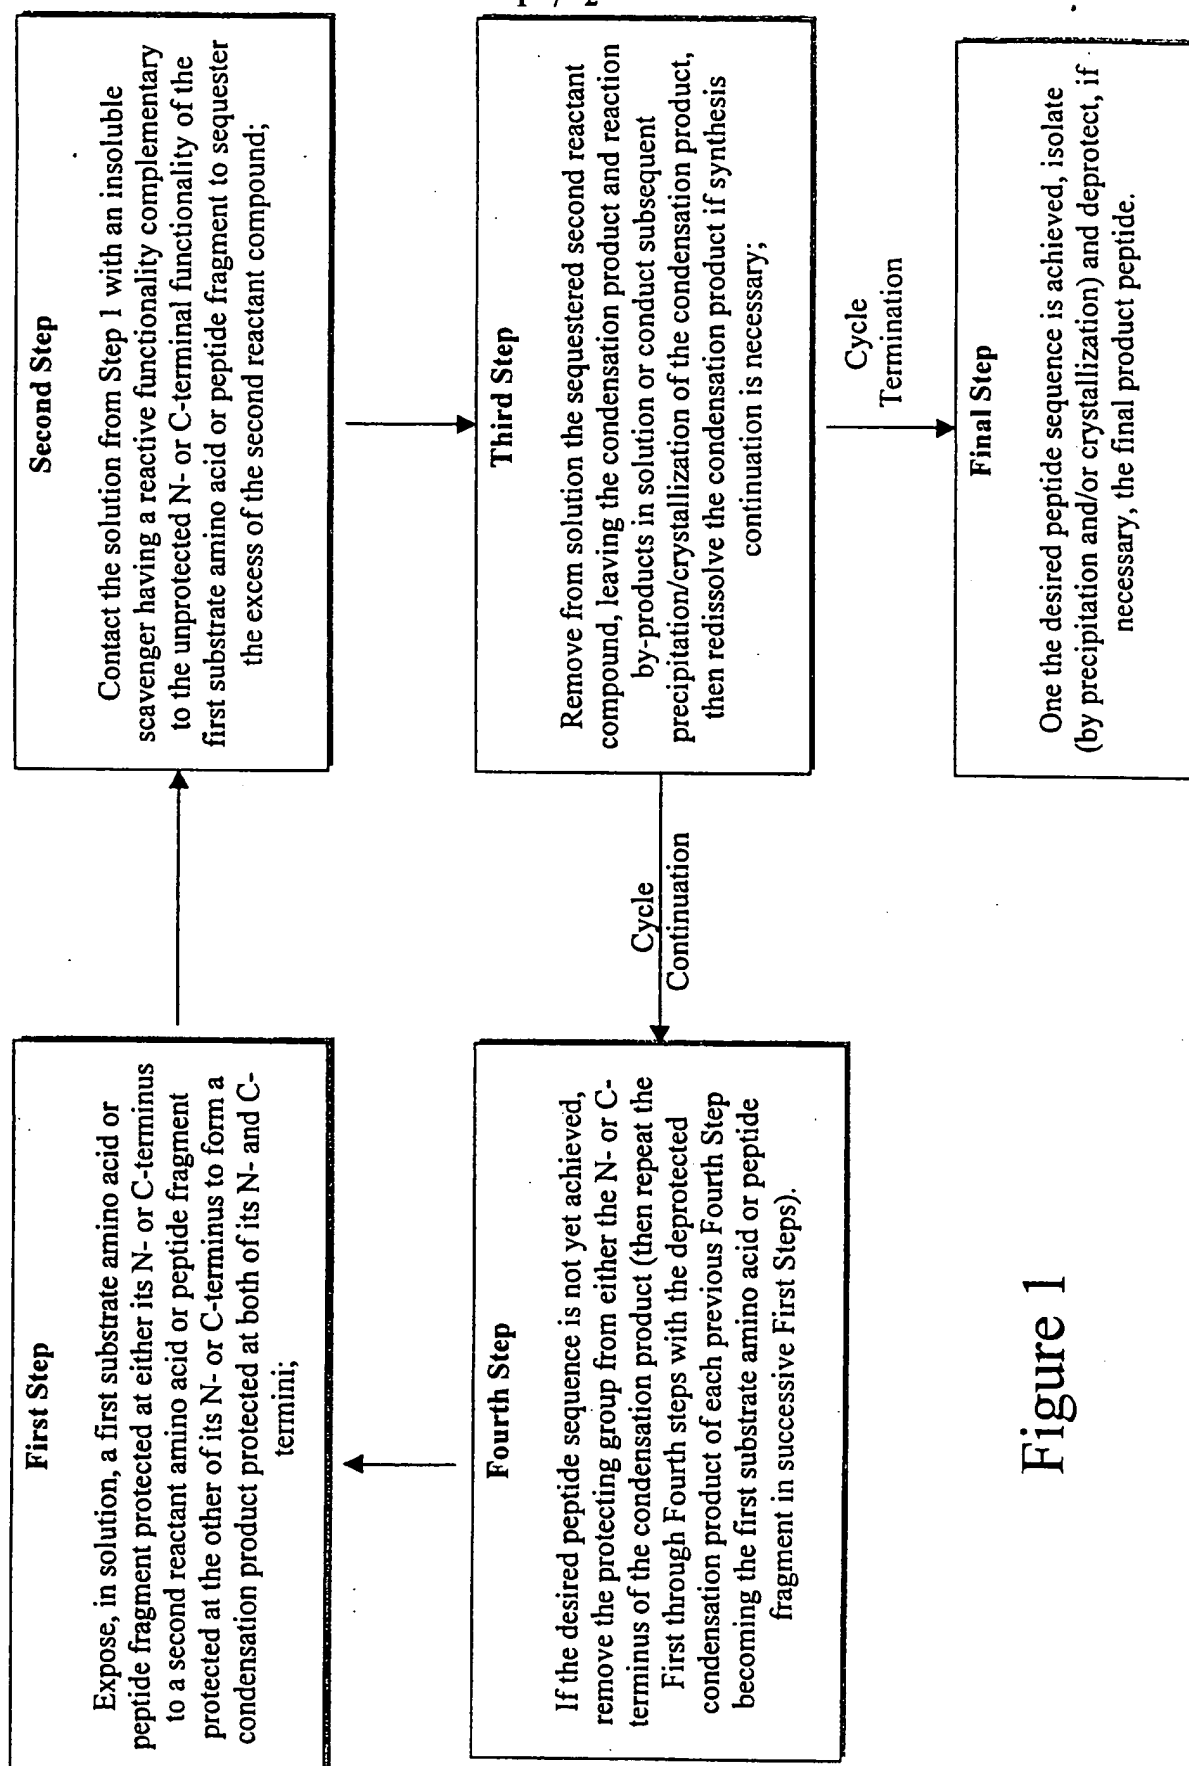 First Step
Expose, in solution, a first substrate amino acid or
peptide fragment protected at either its N- or C-terminus
to a second reactant amino acid or peptide fragment
protected at the other of its N- or C-terminus to form a
condensation product protected at both of its N- and C-
termini;
Second Step
Contact the solution from Step 1 with an insoluble
scavenger having a reactive functionality complementary
to the unprotected N- or C-terminal functionality of the
first substrate amino acid or peptide fragment to sequester
the excess of the second reactant compound;
Third Step
Remove from solution the sequestered second reactant
compound, leaving the condensation product and reaction
by-products in solution or conduct subsequent
precipitation/crystallization of the condensation product,
then redissolve the condensation product if synthesis
continuation is necessary;
Cycle
Continuation
Fourth Step
If the desired peptide sequence is not yet achieved,
remove the protecting group from either the N- or C-
terminus of the condensation product (then repeat the
First through Fourth steps with the deprotected
condensation product of each previous Fourth Step
becoming the first substrate amino acid or peptide
fragment in successive First Steps).
Cycle
Termination
Final Step
One the desired peptide sequence is achieved, isolate
(by precipitation and/or crystallization) and deprotect, if
necessary, the final product peptide.
Figure 1